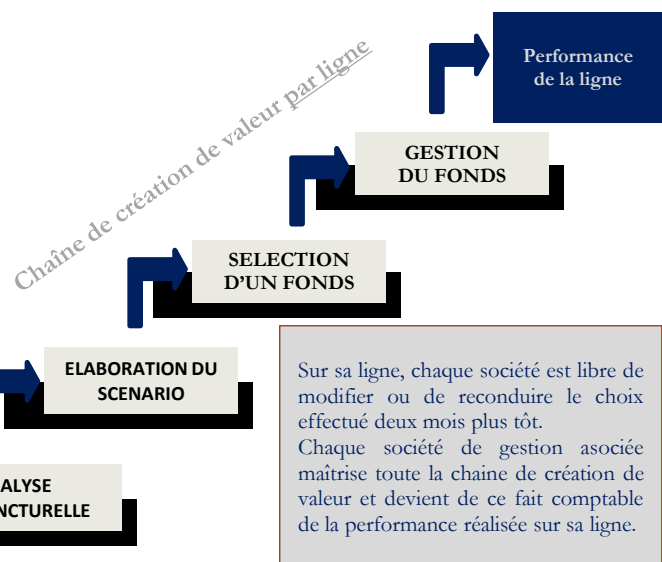 Performance
de la ligne
Chaîne de création de valeur par ligne
GESTION
DU FONDS
SELECTION
D’UN FONDS
ELABORATION DU
SCENARIO
ALYSE
NCTURELLE
Sur sa ligne, chaque société est libre de
modifier ou de reconduire le choix
effectué deux mois plus tôt.
Chaque société de gestion asociée
maîtrise toute la chaine de création de
valeur et devient de ce fait comptable
de la performance réalisée sur sa ligne.